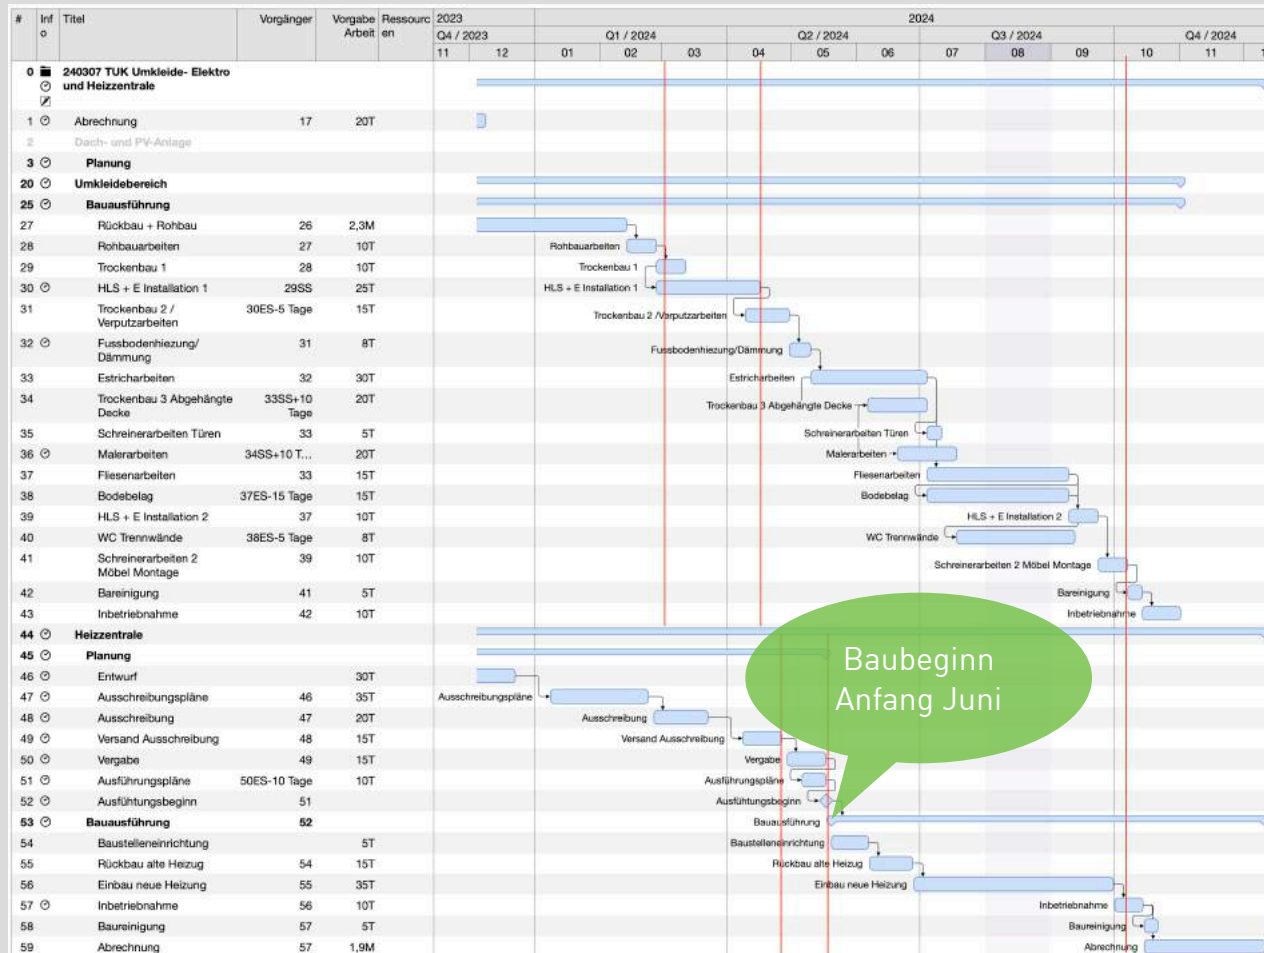 # Inf Titel Vorgänger Vorgabe Ressourc 2023 2024
o Arbeit en Q4 / 2023 Q1 / 2024 Q2 / 2024 Q3 / 2024 Q4 / 2024
11 12 01 02 03 04 05 06 07 08 09 10 11
0 240307 TUK Umkleide- Elektro
und Heizzentrale
1 Abrechnung 17 20T
2 Dach- und PV-Anlage
3 Planung
20 Umkleidebereich
25 Bauausführung
27 Rückbau + Rohbau 26 2,3M
28 Rohbauarbeiten 27 10T Rohbauarbeiten
29 Trockenbau 1 28 10T Trockenbau 1
30 HLS + E Installation 1 29SS 25T HLS + E Installation 1
31 Trockenbau 2 / 30ES-5 Tage 15T Trockenbau 2 /Verputzarbeiten
Verputzarbeiten
32 Fussbodenhiezung/ 31 8T Fussbodenhiezung/Dämmung
Dämmung
33 Estricharbeiten 32 30T Estricharbeiten
34 Trockenbau 3 Abgehängte 33SS+10 20T Trockenbau 3 Abgehängte Decke
Decke Tage
35 Schreinerarbeiten Türen 33 5T Schreinerarbeiten Türen
36 Malerarbeiten 34SS+10 T... 20T Malerarbeiten
37 Fliesenarbeiten 33 15T Fliesenarbeiten
38 Bodebelag 37ES-15 Tage 15T Bodebelag
39 HLS + E Installation 2 37 10T HLS + E Installation 2
40 WC Trennwände 38ES-5 Tage 8T WC Trennwände
41 Schreinerarbeiten 2 39 10T Schreinerarbeiten 2 Möbel Montage
Möbel Montage
42 Bareinigung 41 5T Bareinigung
43 Inbetriebnahme 42 10T Inbetriebnahme
44 Heizzentrale
45 Planung
Baubeginn
Anfang Juni
46 Entwurf 30T
47 Ausschreibungspläne 46 35T Ausschreibungspläne
48 Ausschreibung 47 20T Ausschreibung
49 Versand Ausschreibung 48 15T Versand Ausschreibung
50 Vergabe 49 15T Vergabe
51 Ausführungspläne 50ES-10 Tage 10T Ausführungspläne
52 Ausfühtungsbeginn 51 Ausfühtungsbeginn
53 Bauausführung 52 Bauausführung
54 Baustelleneinrichtung 5T Baustelleneinrichtung
55 Rückbau alte Heizug 54 15T Rückbau alte Heizug
56 Einbau neue Heizung 55 35T Einbau neue Heizung
57 Inbetriebnahme 56 10T Inbetriebnahme
58 Baureinigung 57 5T Baureinigung
59 Abrechnung 57 1,9M Abrechnung